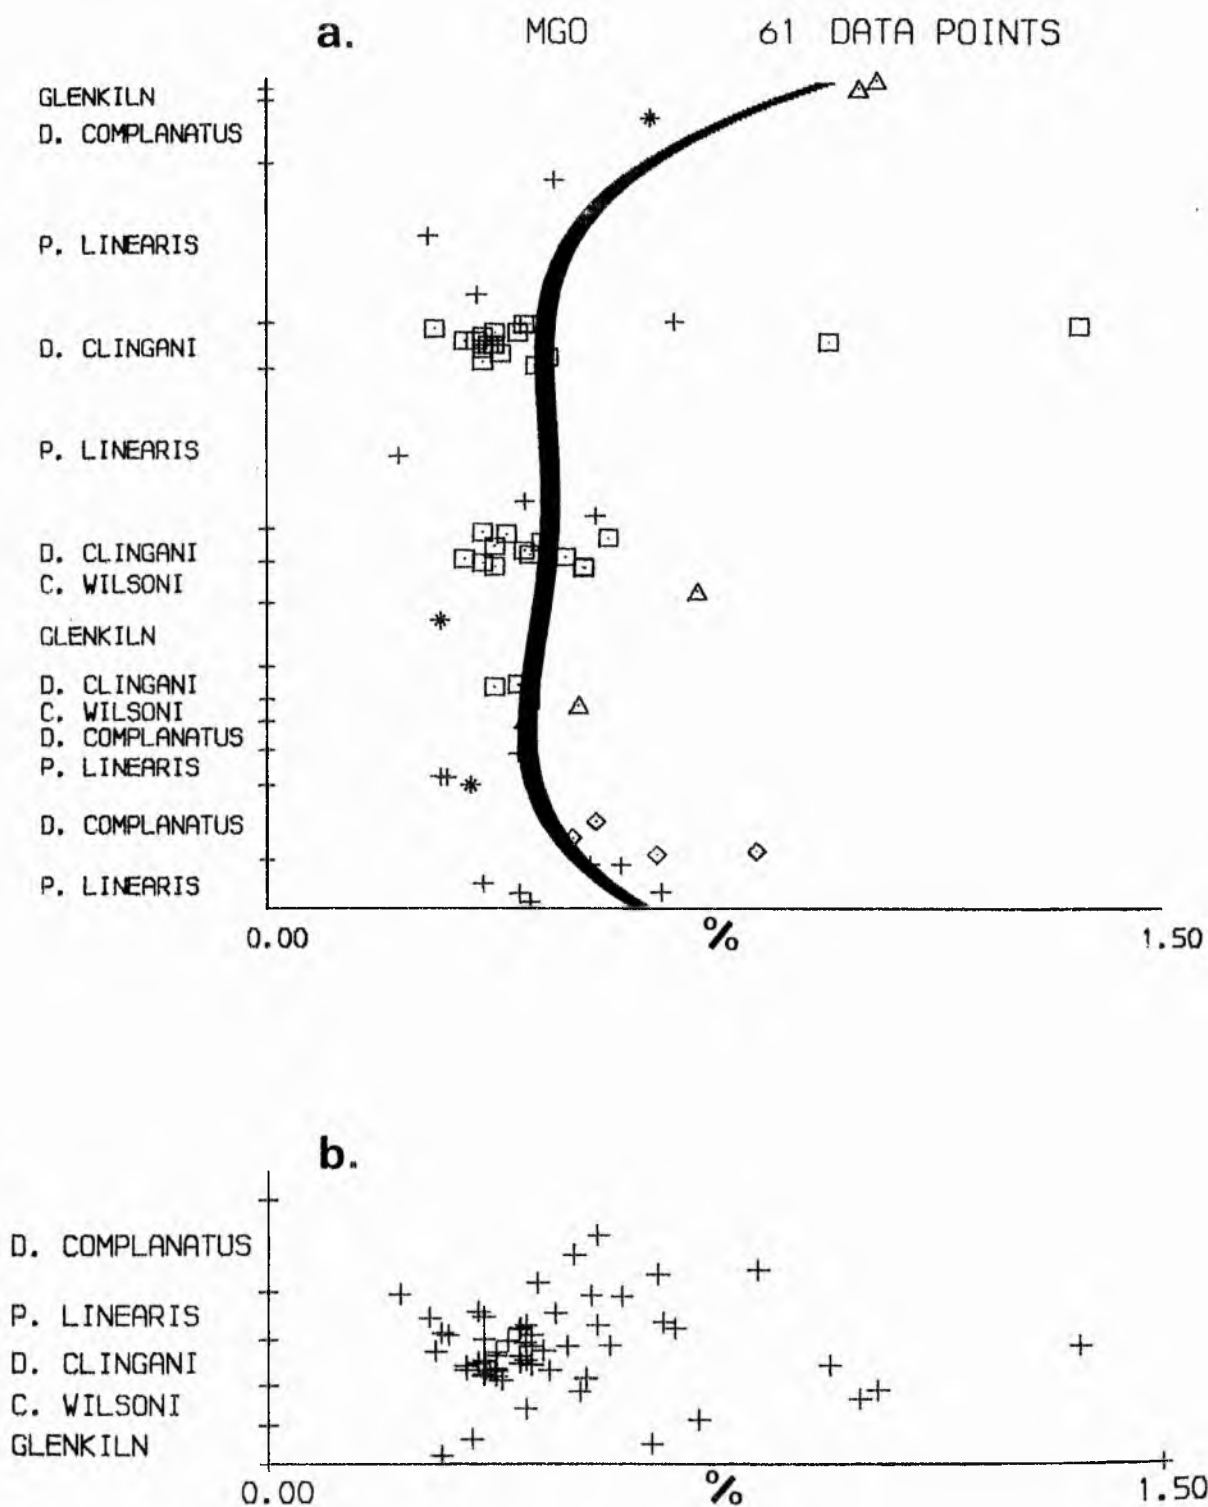 a. MGO 61 DATA POINTS
GLENKILN
D. COMPLANATUS
P. LINEARIS
D. CLINGANI
P. LINEARIS
D. CLINGANI
C. WILSONI
GLENKILN
D. CLINGANI
C. WILSONI
D. COMPLANATUS
P. LINEARIS
D. COMPLANATUS
P. LINEARIS
0.00 % 1.50
b.
D. COMPLANATUS
P. LINEARIS
D. CLINGANI
C. WILSONI
GLENKILN
0.00 % 1.50